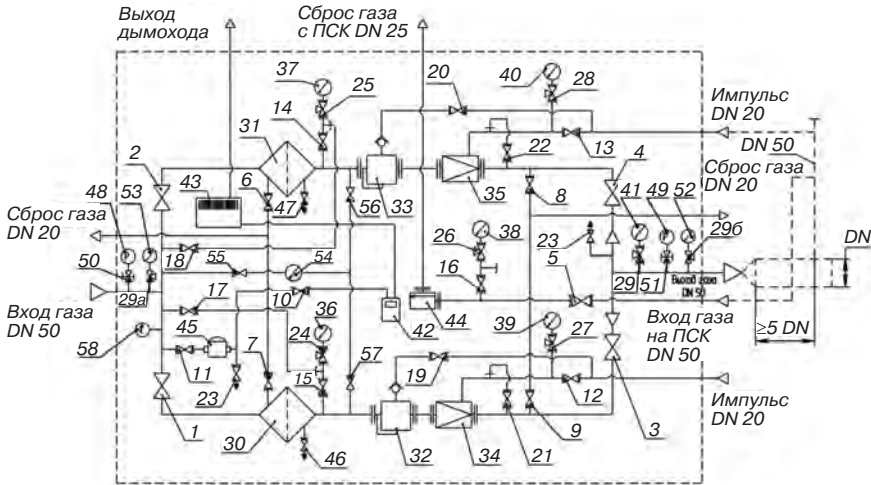 Выход
дымохода
Сброс газа
с ПСК DN 25
37
25
20
40
28
Импульс
DN 20
14
31
2
22
13
DN 50
4
48
53
43
6
47
56
33
35
8
41
49
52
Сброс газа
DN 20
Сброс газа
DN 20
38
26
23
29б
50
18
55
54
16
5
DN
29а
17
10
29
51
Выход газа
DN 50
Вход газа
DN 50
45
36
42
44
39
Вход газа
на ПСК
DN 50
≥5 DN
58
7
24
57
27
11
23
15
19
12
Импульс
DN 20
1
30
46
32
34
21
9
3